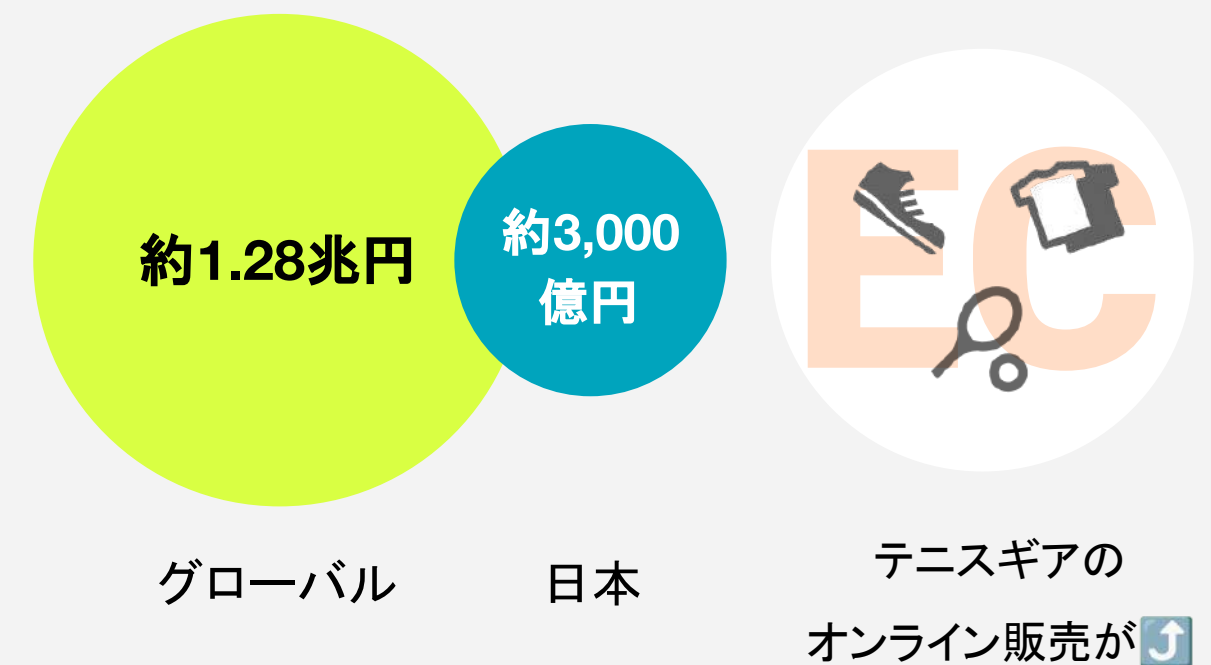 約1.28兆円
約3,000
億円
EC
グローバル
日本
テニスギアの
オンライン販売が⤴️